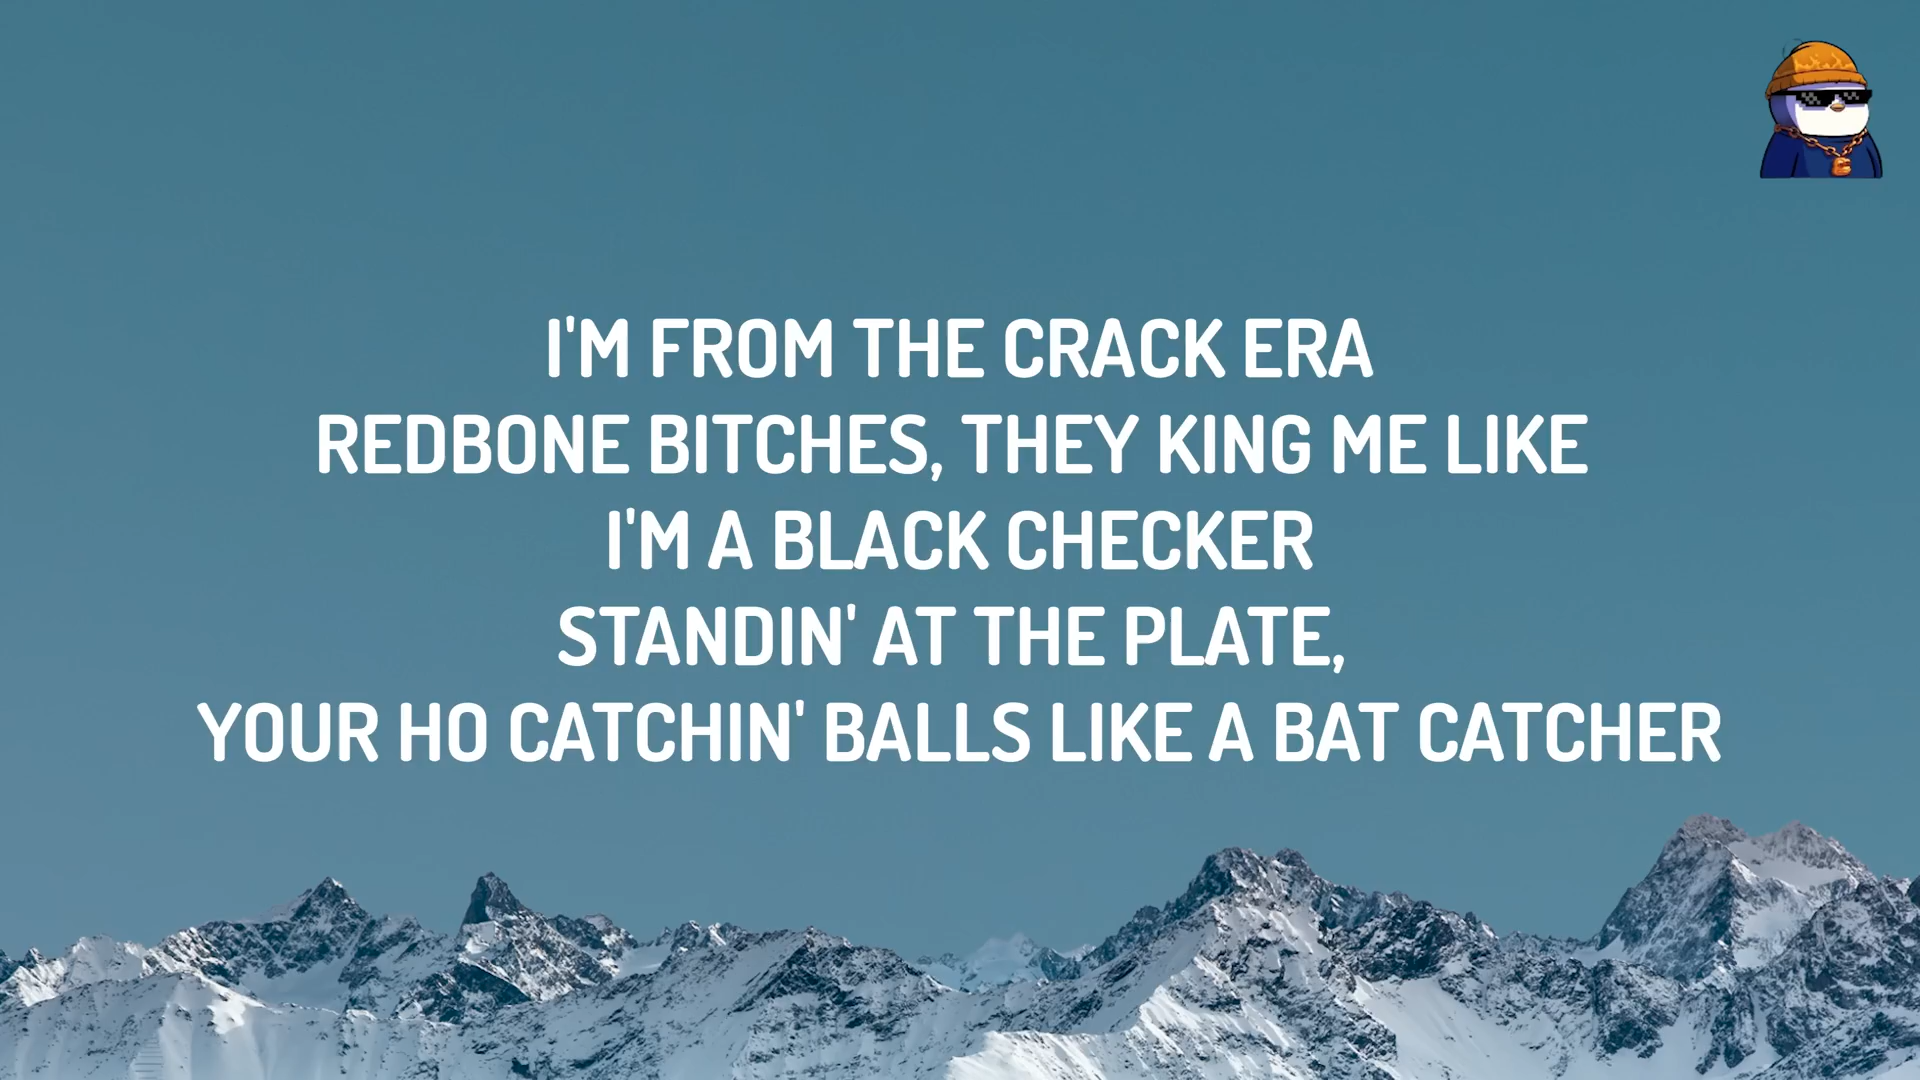 I'M FROM THE CRACK ERA
REDBONE BITCHES, THEY KING ME LIKE
I'M A BLACK CHECKER
STANDIN' AT THE PLATE,
YOUR HO CATCHIN' BALLS LIKE A BAT CATCHER